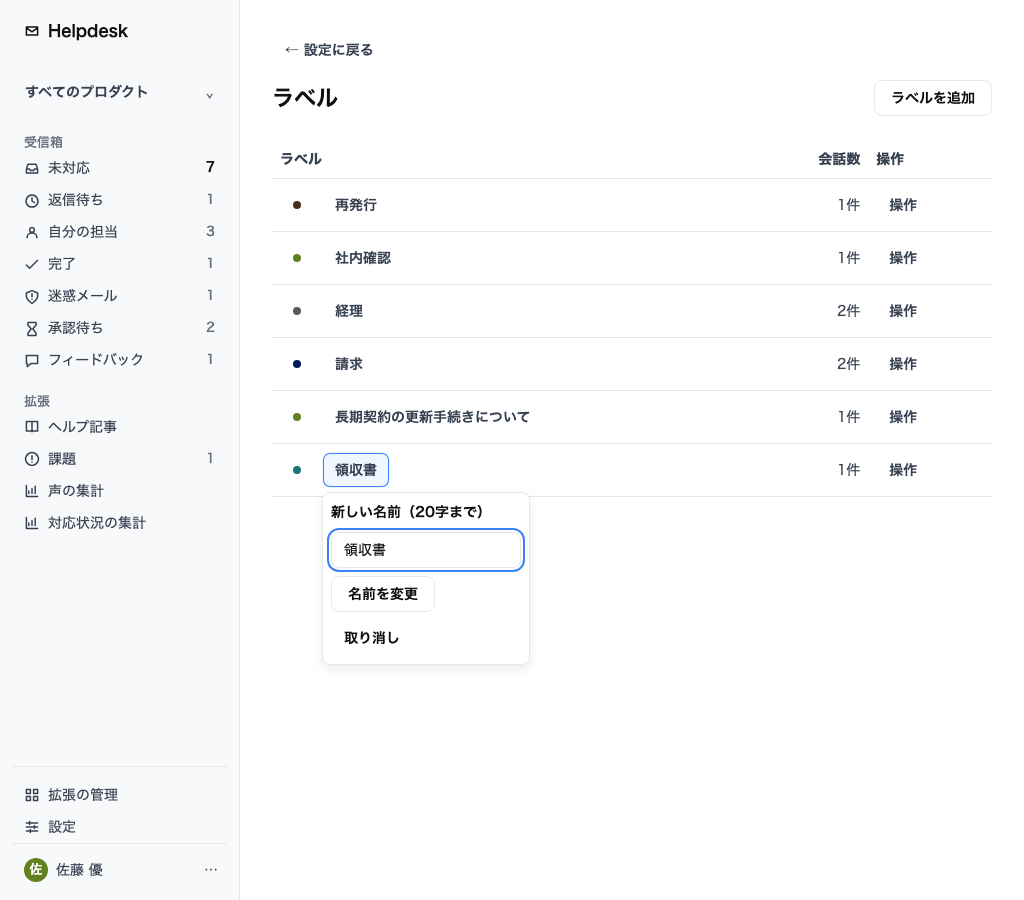 Helpdesk
すべてのプロダクト
受信箱
未対応 7
返信待ち 1
自分の担当 3
完了 1
迷惑メール 1
承認待ち 2
フィードバック 1
拡張
ヘルプ記事
課題 1
声の集計
対応状況の集計
拡張の管理
設定
佐 佐藤 優 …
← 設定に戻る
ラベル
ラベルを追加
ラベル 会話数 操作
再発行 1件 操作
社内確認 1件 操作
経理 2件 操作
請求 2件 操作
長期契約の更新手続きについて 1件 操作
領収書 1件 操作
新しい名前（20字まで）
領収書
名前を変更
取り消し